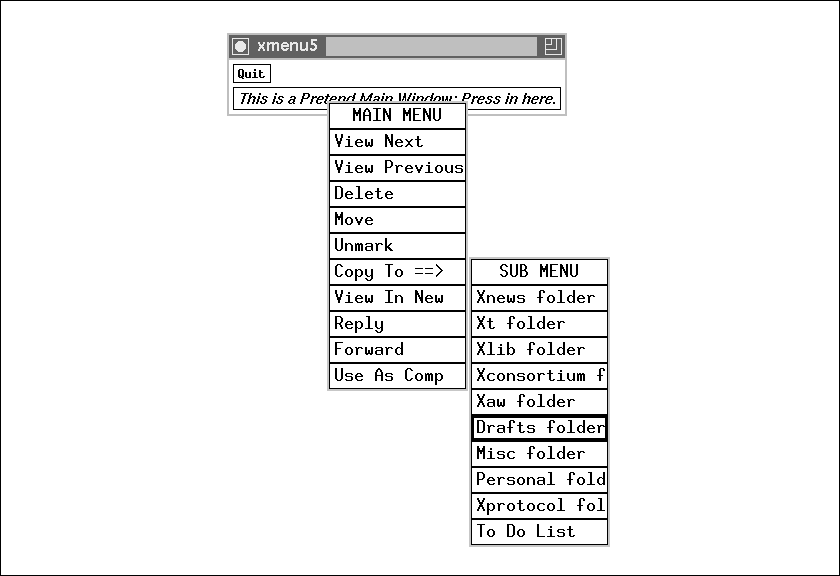 xmenu5
Quit
This is a Pretend Main Window: Press in here.
MAIN MENU
View Next
View Previous
Delete
Move
Unmark
Copy To ==>
View In New
Reply
Forward
Use As Comp
SUB MENU
Xnews folder
Xt folder
Xlib folder
Xconsortium f
Xaw folder
Drafts folder
Misc folder
Personal fold
Xprotocol fol
To Do List